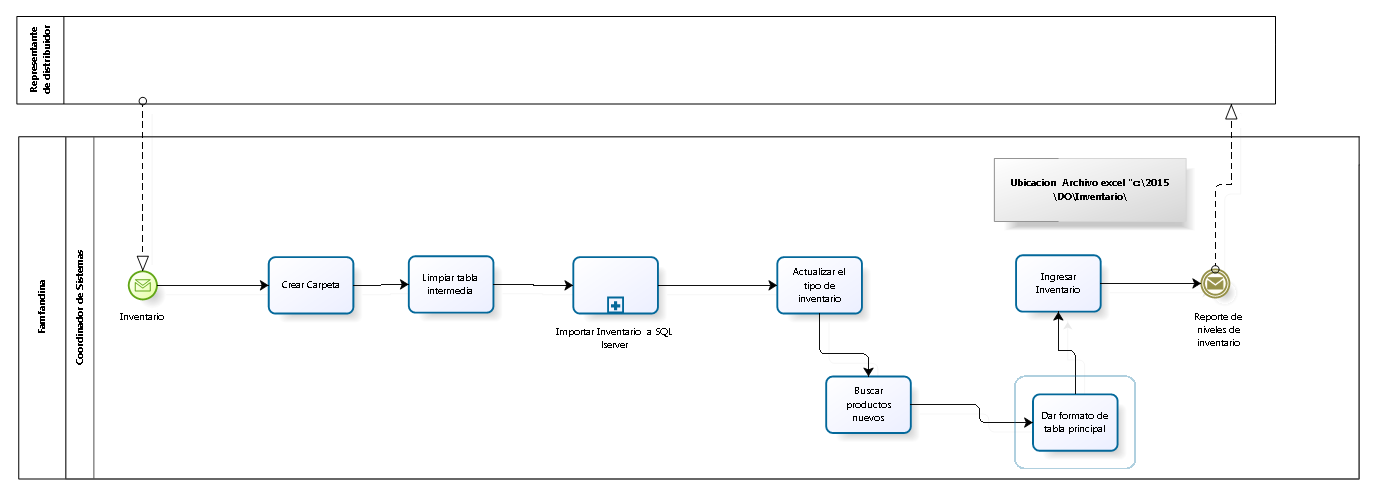 Representante
de distribuidor
Famfandina
Coordinador de Sistemas
Ubicacion Archivo excel "c:\2015
\DO\Inventario\
Inventario
Crear Carpeta
Limpiar tabla
intermedia
Importar Inventario a SQL
lserver
Actualizar el
tipo de
inventario
Buscar
productos
nuevos
Dar formato de
tabla principal
Ingresar
Inventario
Reporte de
niveles de
inventario